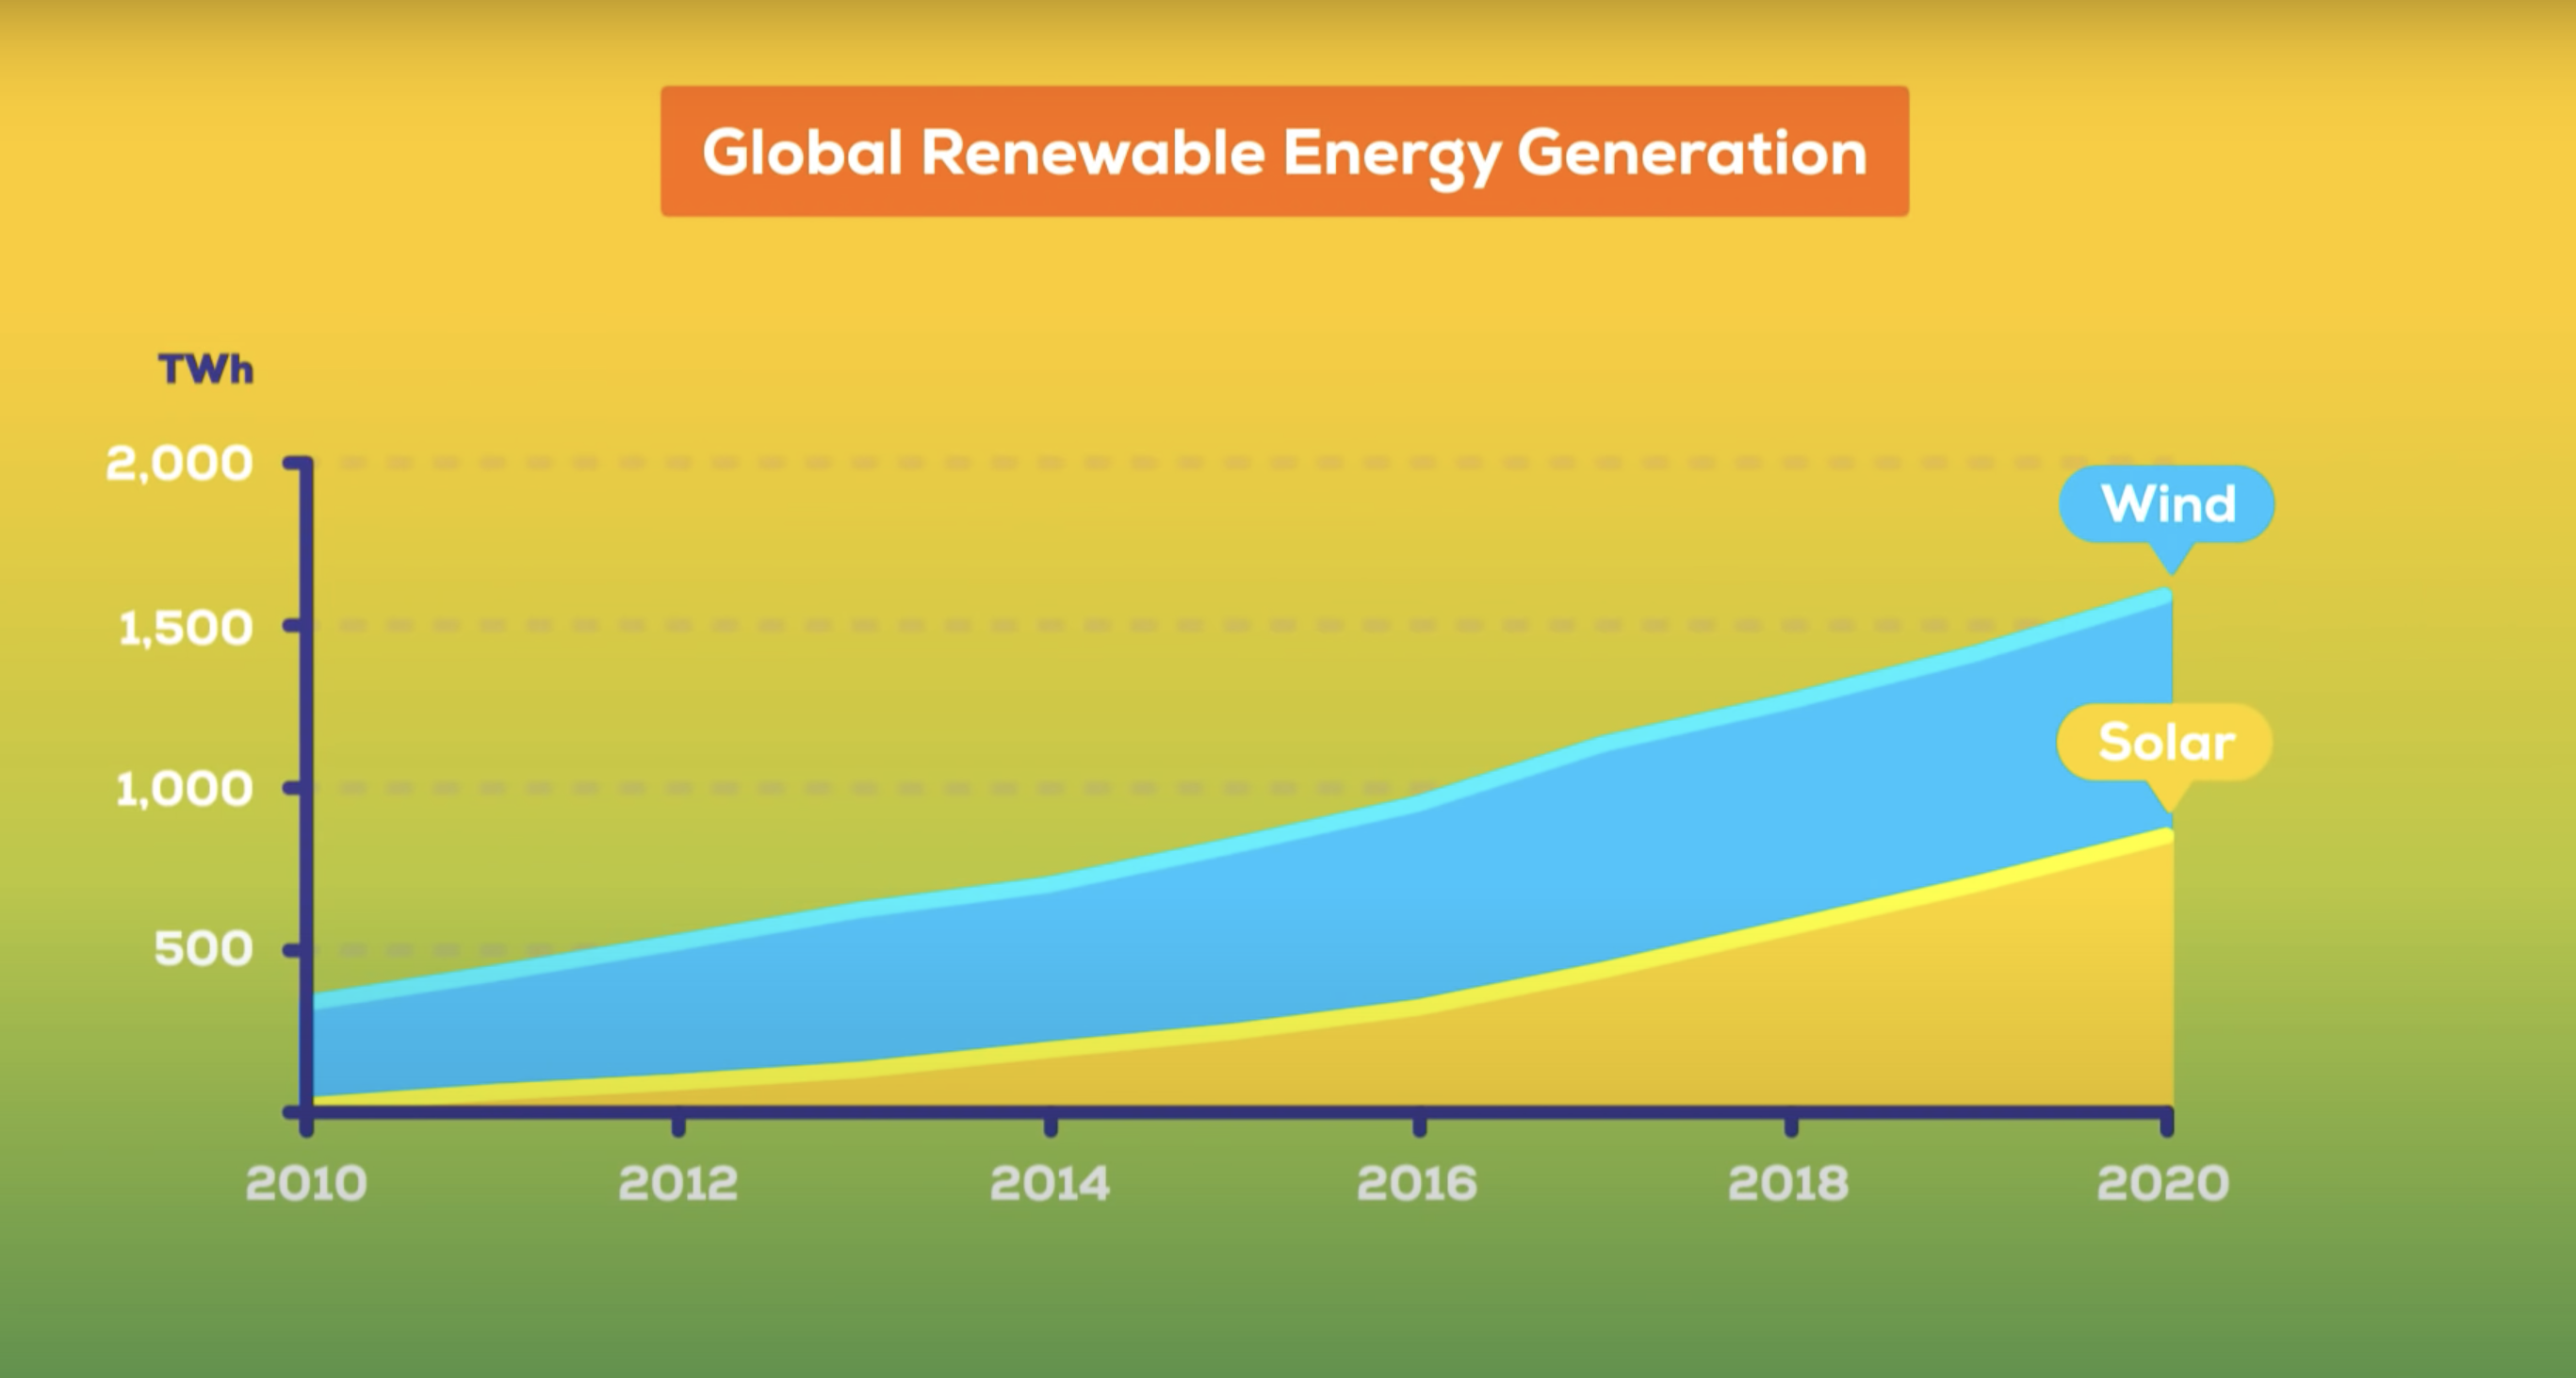 Global Renewable Energy Generation
TWh
2,000
1,500
1,000
500
Wind
Solar
2010 2012 2014 2016 2018 2020